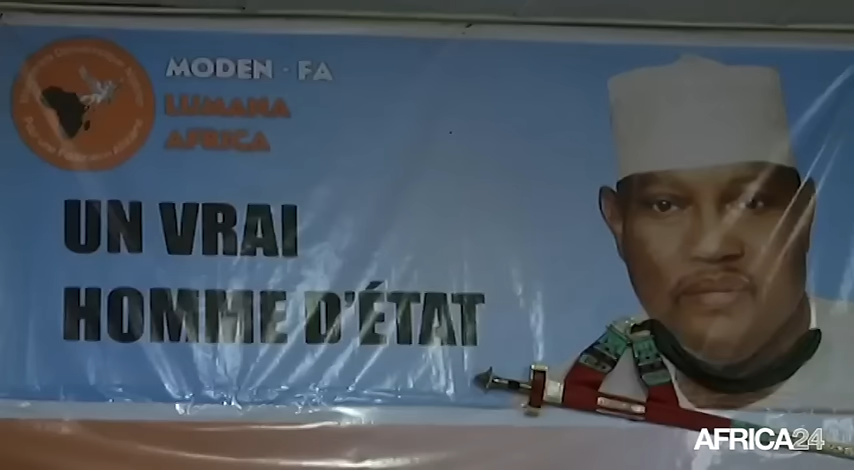 MODEN - FA
LUMANA
AFRICA
UN VRAI
HOMME D'ÉTAT
AFRICA24